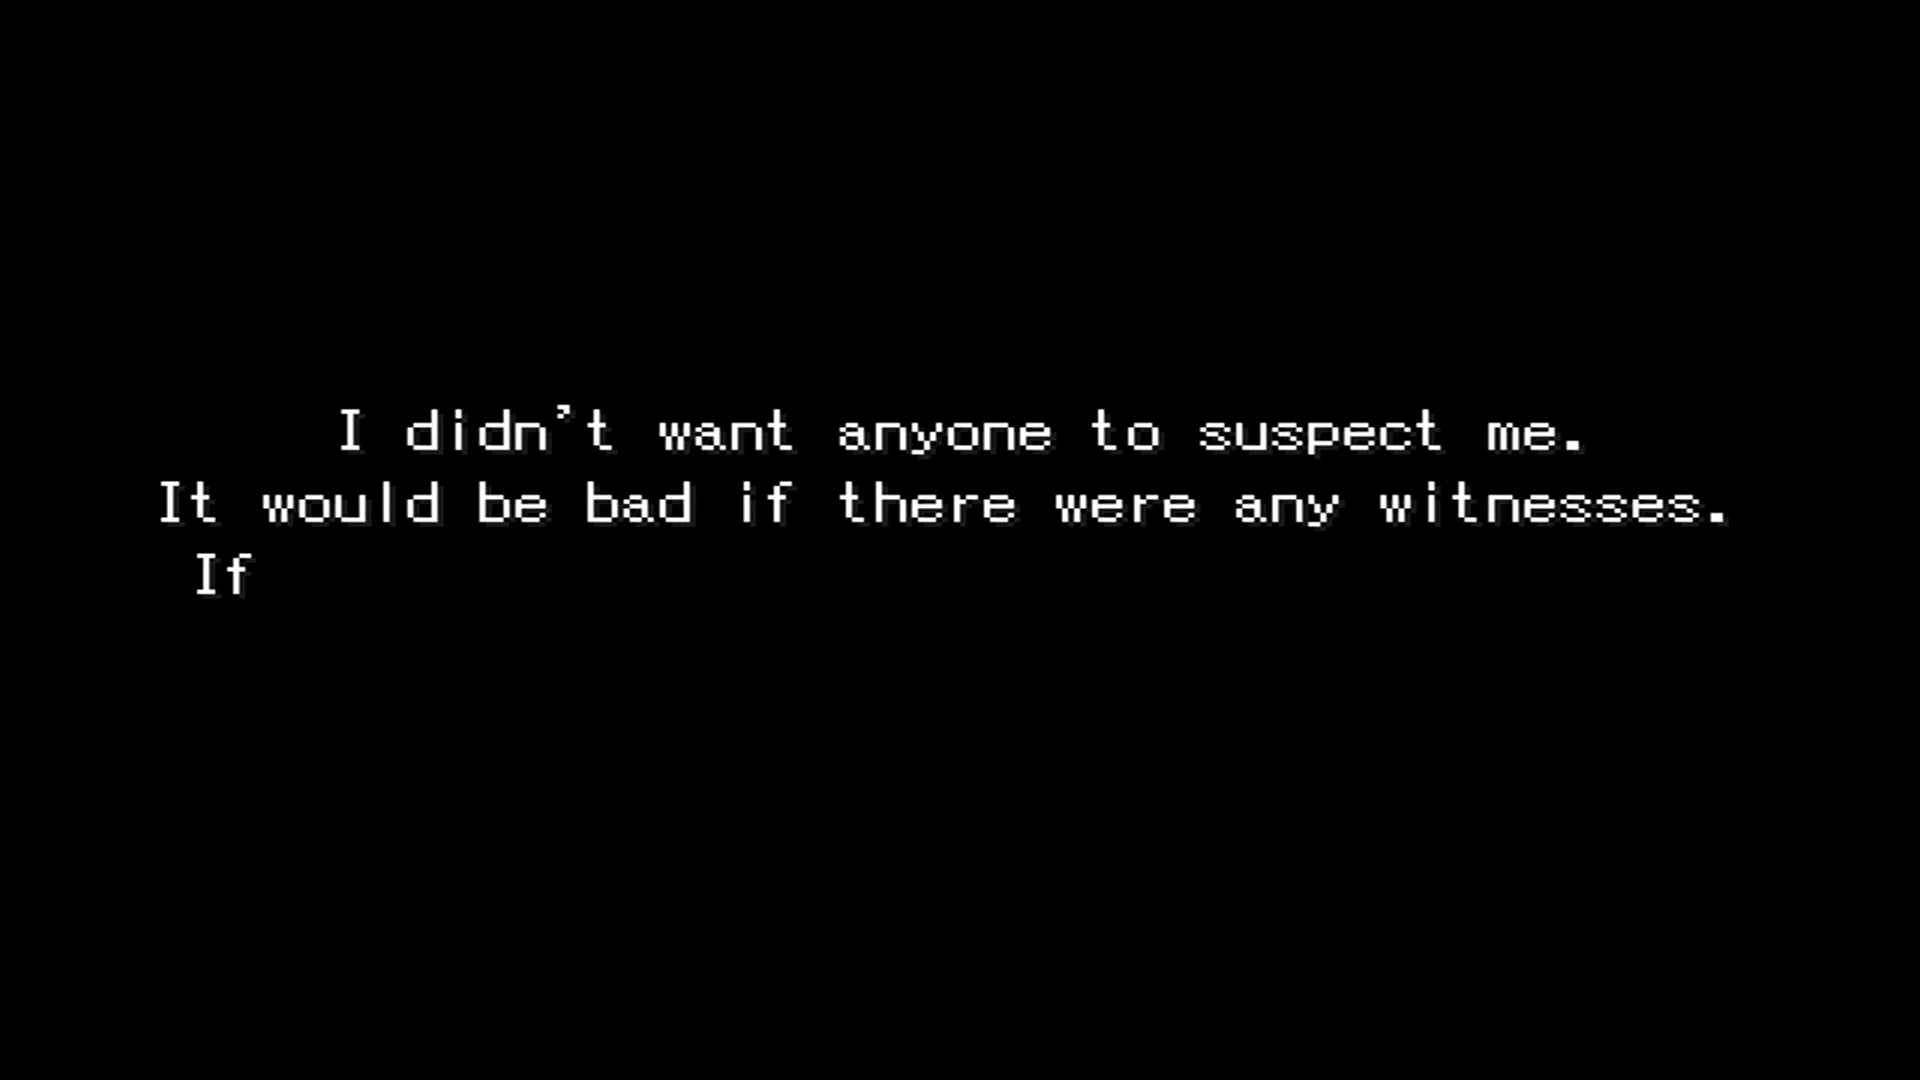 I didn't want anyone to suspect me.
It would be bad if there were any witnesses.
If